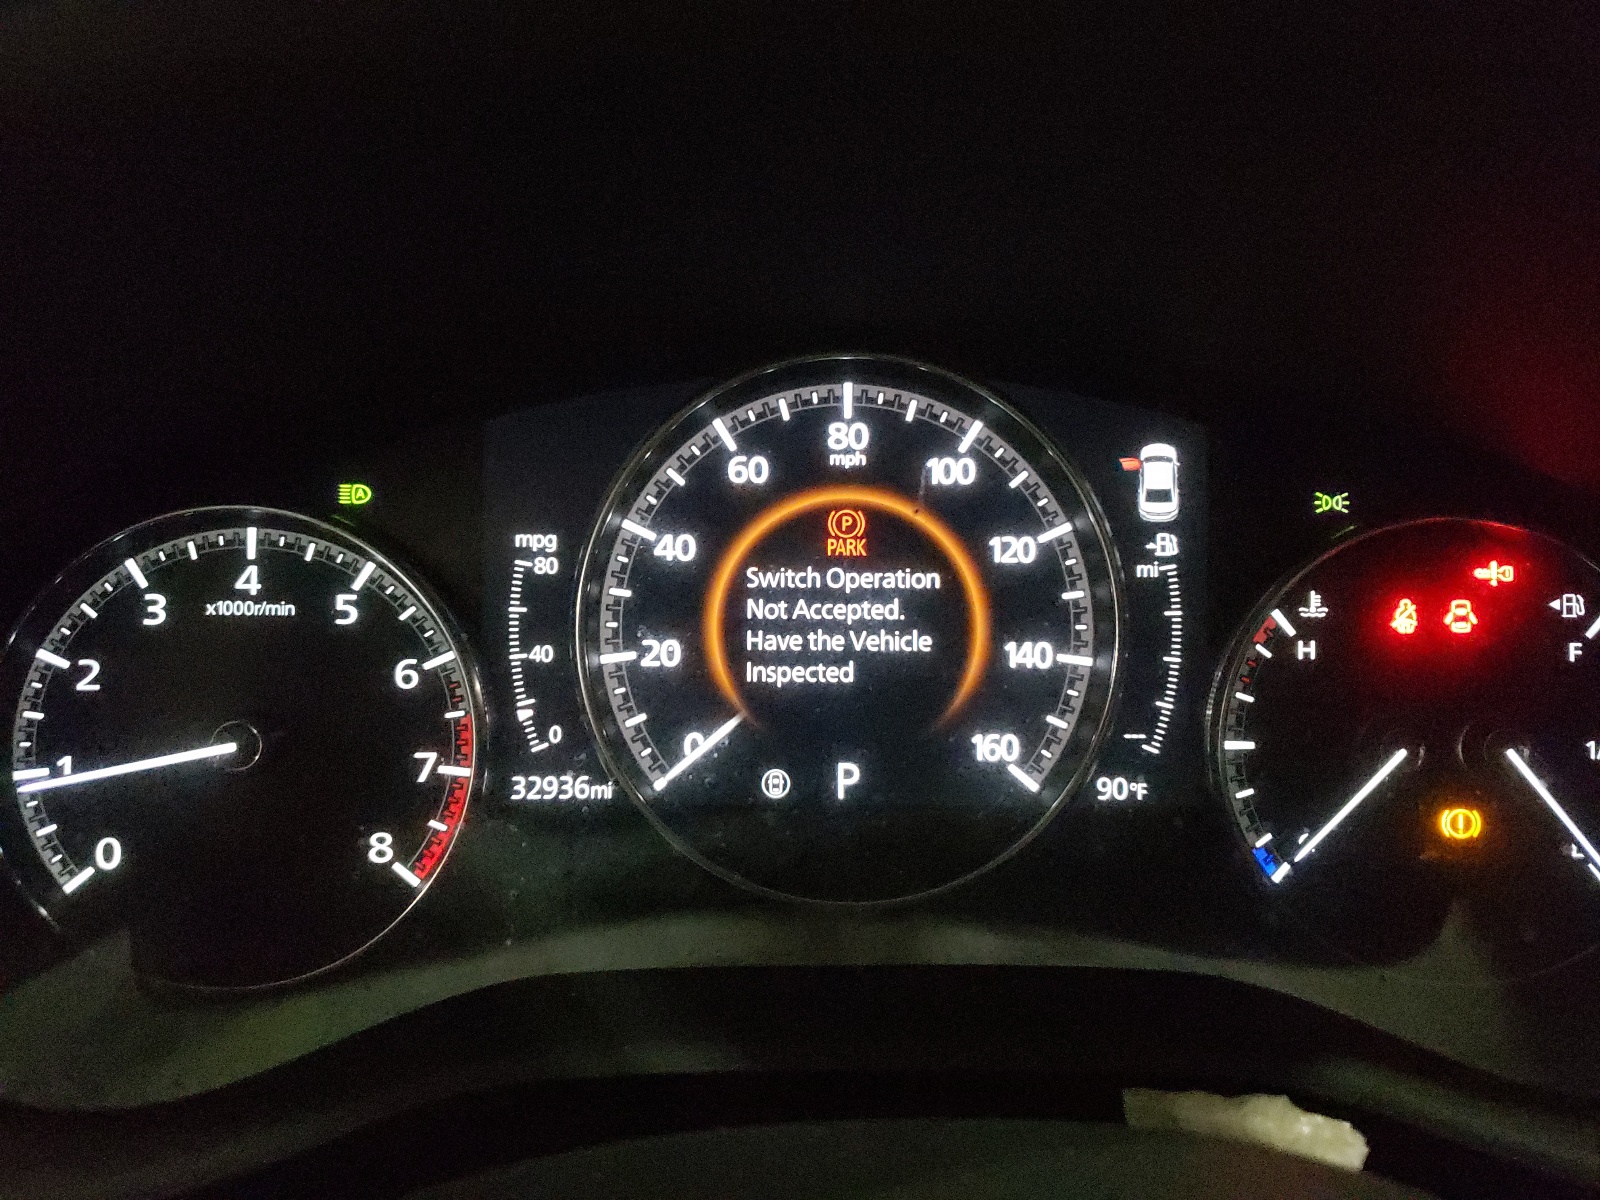 4
x1000r/min
3
5
2
6
1
7
0
8
mpg
80
40
0
32936mi
80
mph
60
100
40
120
20
140
0
160
P
PARK
Switch Operation
Not Accepted.
Have the Vehicle
Inspected
P
mi
---
90°F
H
F